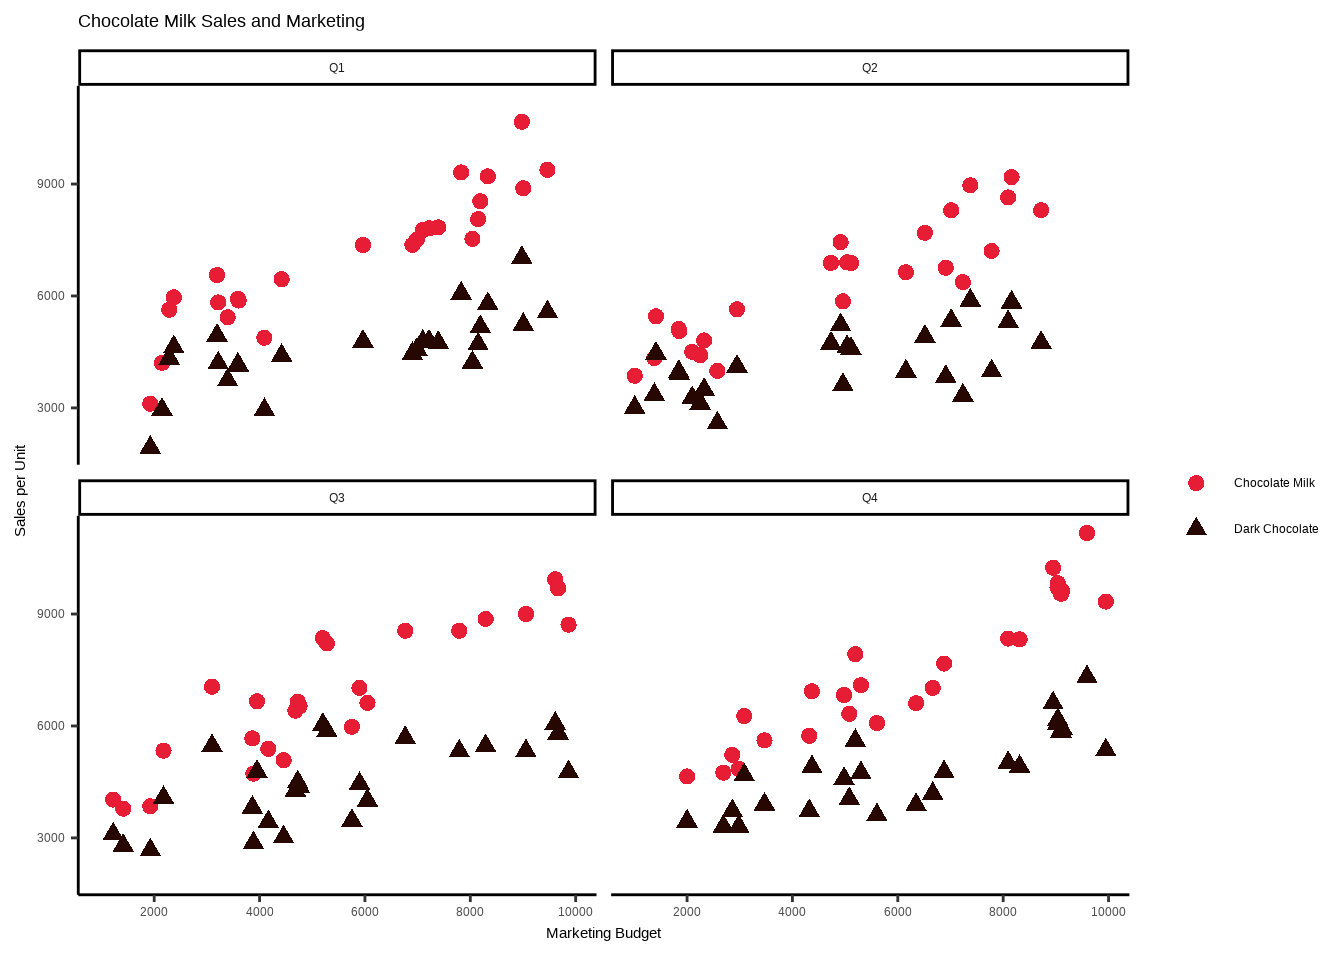 Chocolate Milk Sales and Marketing
Q1
Q2
9000
6000
3000
Q3
Q4
9000
6000
3000
2000 4000 6000 8000 10000
2000 4000 6000 8000 10000
Marketing Budget
Sales per Unit
Chocolate Milk
Dark Chocolate